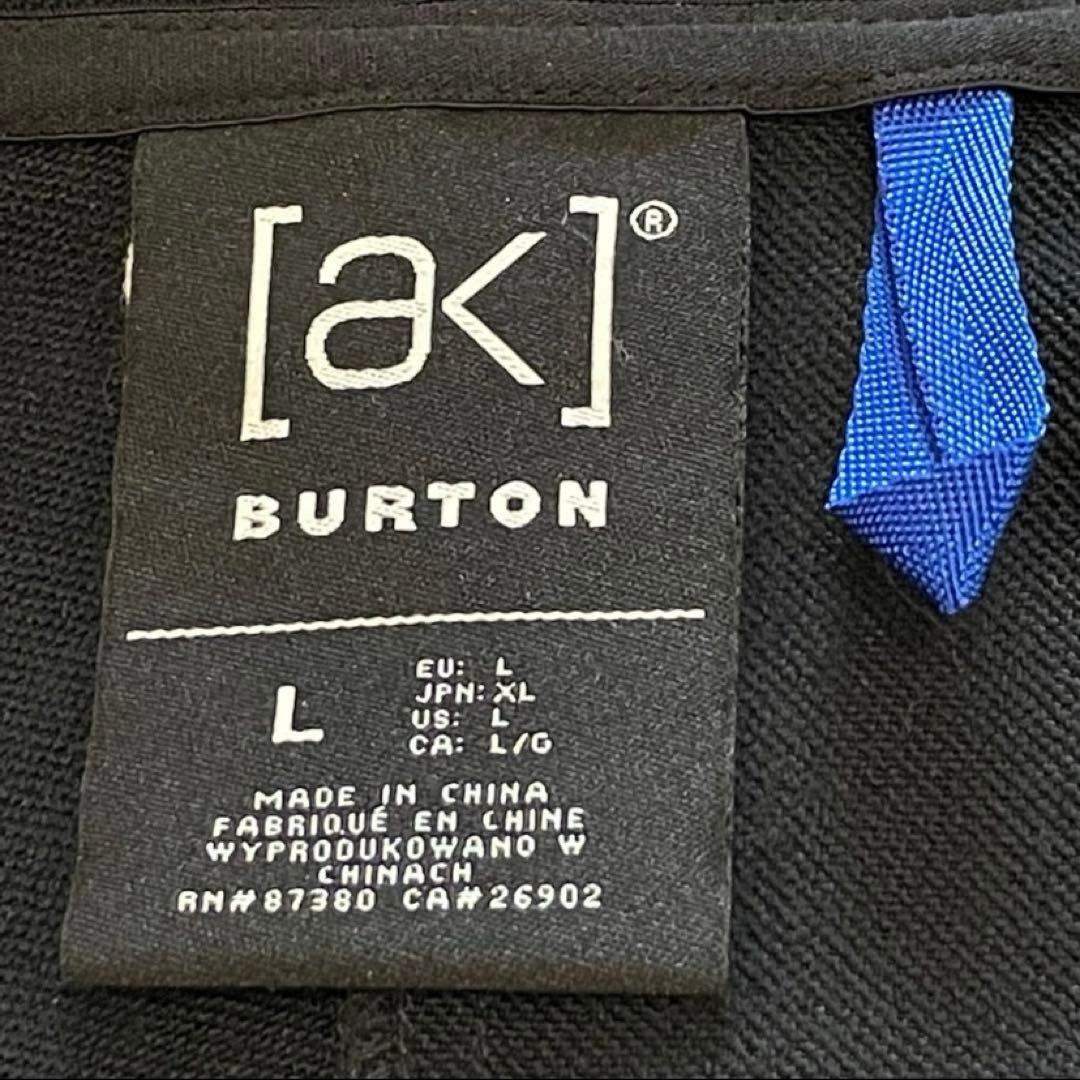 [ak]®
BURTON
L
EU: L
JPN: XL
US: L
CA: L/G
MADE IN CHINA
FABRIQUÉ EN CHINE
WYPRODUKOWANO W
CHINACH
RN#87380 CA#26902